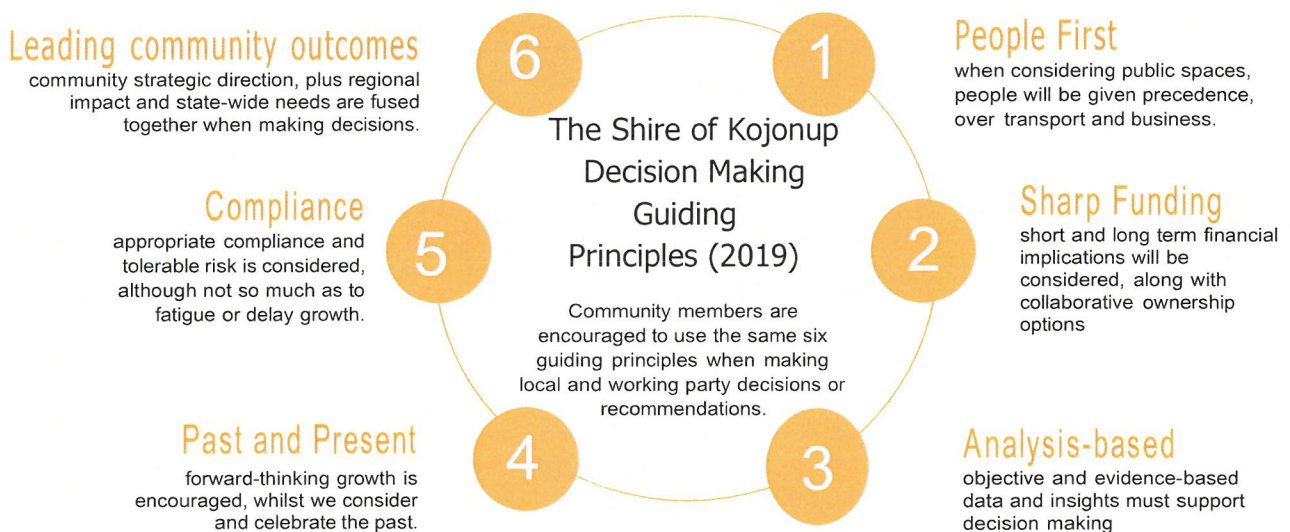 The Shire of Kojonup
Decision Making
Guiding
Principles (2019)
Community members are
encouraged to use the same six
guiding principles when making
local and working party decisions or
recommendations.
1
People First
when considering public spaces,
people will be given precedence,
over transport and business.
2
Sharp Funding
short and long term financial
implications will be
considered, along with
collaborative ownership
options
3
Analysis-based
objective and evidence-based
data and insights must support
decision making
4
Past and Present
forward-thinking growth is
encouraged, whilst we consider
and celebrate the past.
5
Compliance
appropriate compliance and
tolerable risk is considered,
although not so much as to
fatigue or delay growth.
6
Leading community outcomes
community strategic direction, plus regional
impact and state-wide needs are fused
together when making decisions.